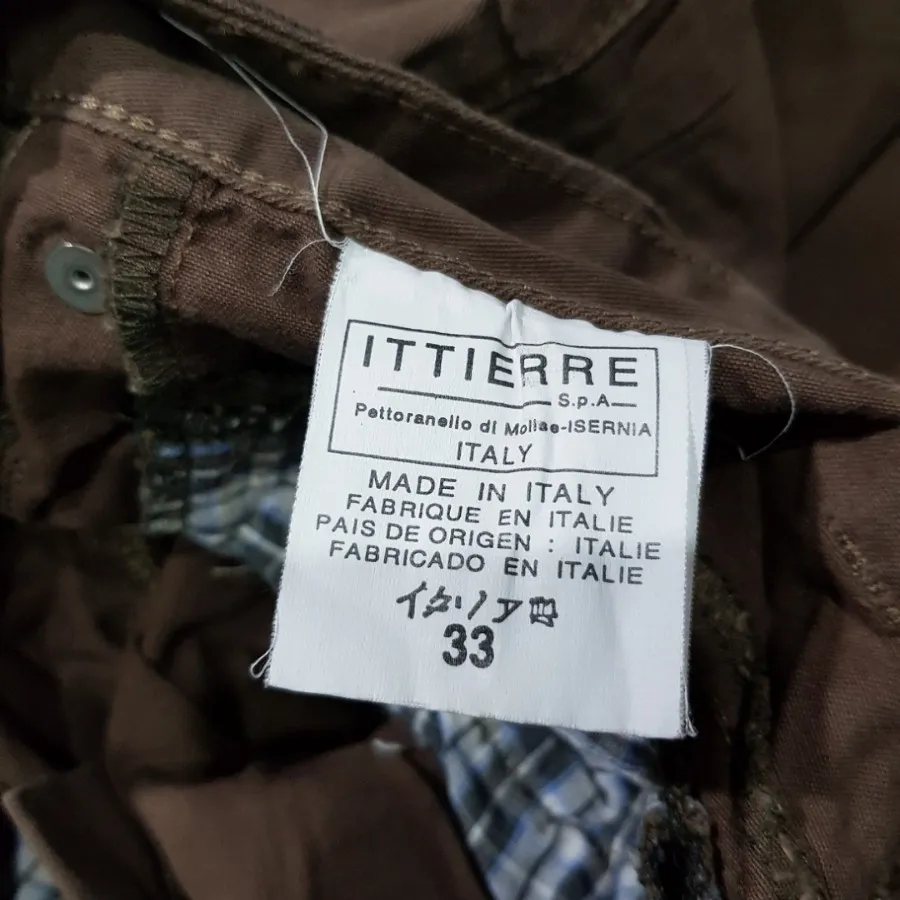 ITTIERRE
S.p.A
Pettoranello di Moliae-ISERNIA
ITALY
MADE IN ITALY
FABRIQUE EN ITALIE
PAIS DE ORIGEN : ITALIE
FABRICADO EN ITALIE
イタリア製
33